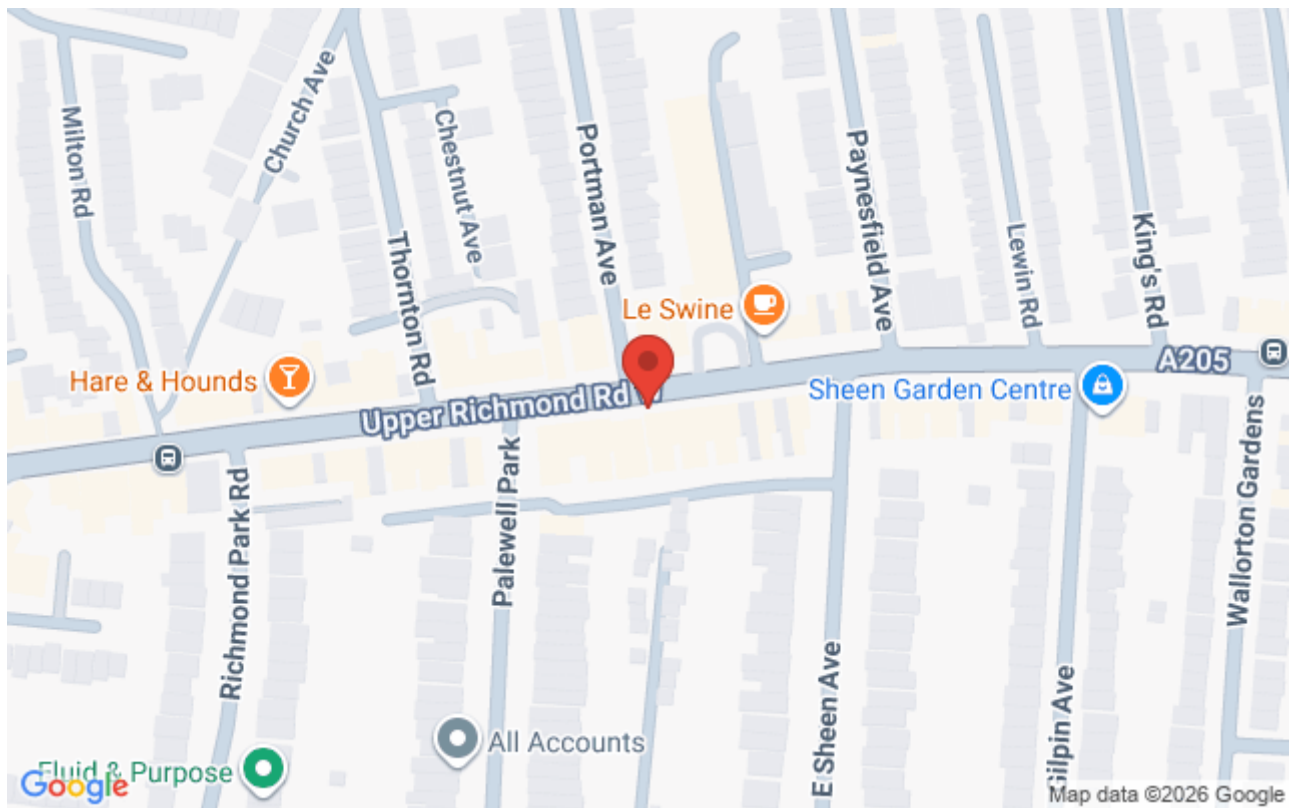 Milton Rd
Church Ave
Chestnut Ave
Thornton Rd
Portman Ave
Paynesfield Ave
Lewin Rd
King's Rd
Le Swine
Hare & Hounds
Upper Richmond Rd
A205
Sheen Garden Centre
Richmond Park Rd
Palewell Park
E Sheen Ave
Gilpin Ave
Wallorton Gardens
All Accounts
Fluid & Purpose
Google
Map data ©2026 Google